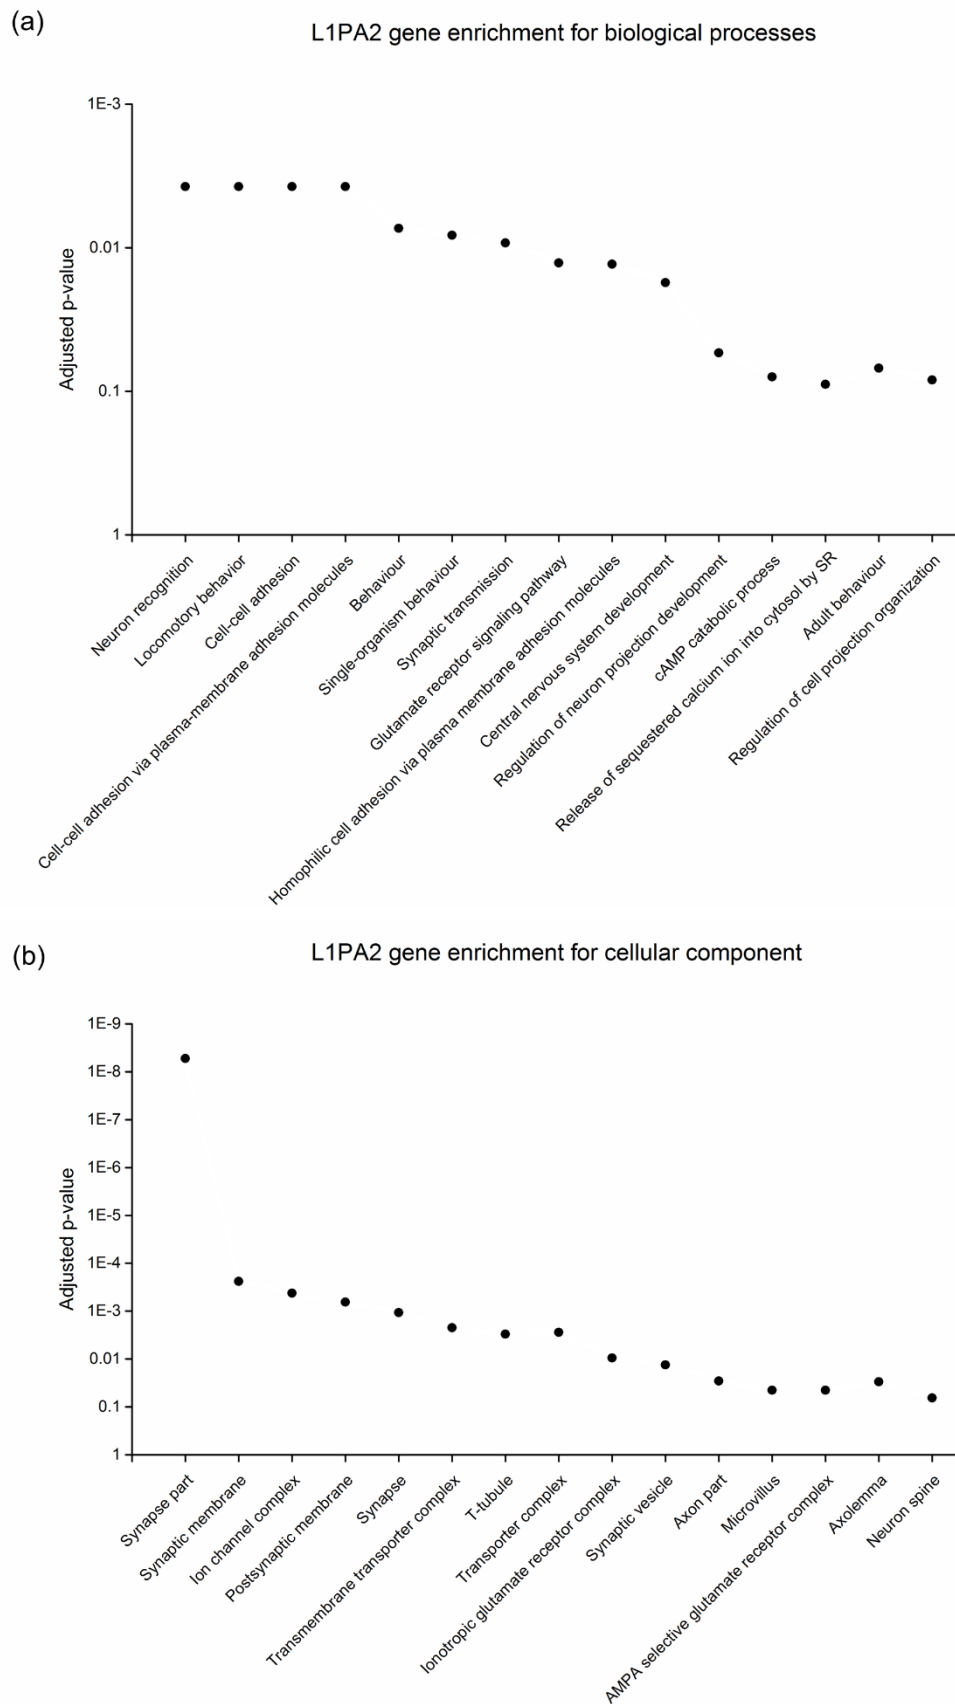 (a)
L1PA2 gene enrichment for biological processes
Adjusted p-value
1E-3
0.01
0.1
1
Neuron recognition
Locomotory behavior
Cell-cell adhesion
Cell-cell adhesion via plasma-membrane adhesion molecules
Behaviour
Single-organism behaviour
Synaptic transmission
Glutamate receptor signaling pathway
Homophilic cell adhesion via plasma membrane adhesion molecules
Central nervous system development
Regulation of neuron projection development
cAMP catabolic process
Release of sequestered calcium ion into cytosol by SR
Adult behaviour
Regulation of cell projection organization
(b)
L1PA2 gene enrichment for cellular component
Adjusted p-value
1E-9
1E-8
1E-7
1E-6
1E-5
1E-4
1E-3
0.01
0.1
1
Synapse part
Synaptic membrane
Ion channel complex
Postsynaptic membrane
Synapse
Transmembrane transporter complex
T-tubule
Transporter complex
Ionotropic glutamate receptor complex
Synaptic vesicle
Axon part
Microvillus
AMPA selective glutamate receptor complex
Axolemma
Neuron spine